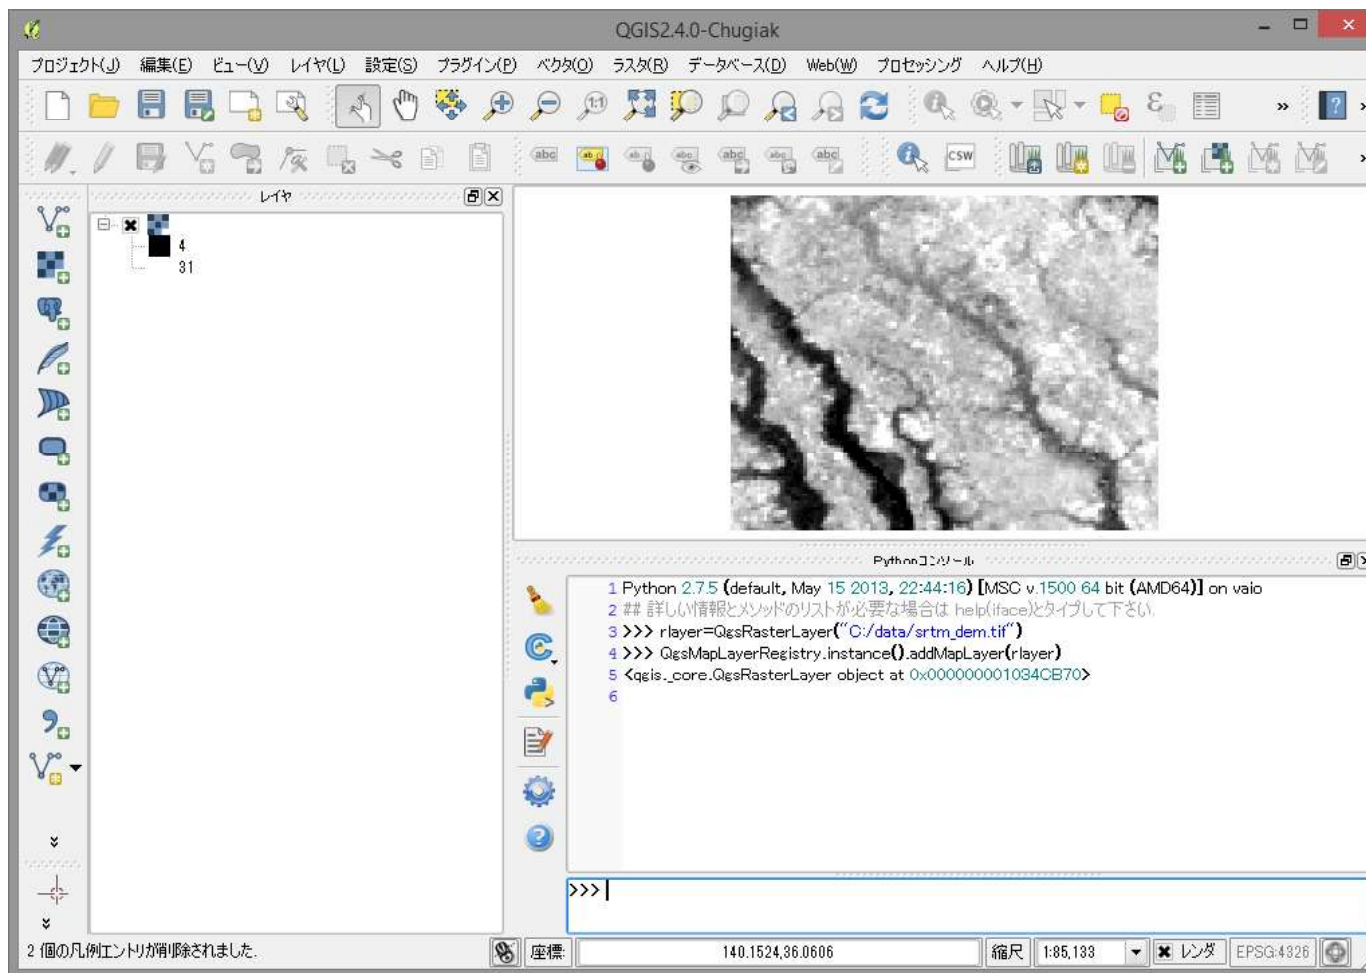 QGIS2.4.0-Chugiak
プロジェクト(J) 編集(E) ビュー(V) レイヤ(L) 設定(S) プラグイン(P) ベクタ(O) ラスタ(R) データベース(D) Web(W) プロセッシング ヘルプ(H)
1:1
abc ab abc abc abc abc CSW
レイヤ
4
31
Pythonコンソール
1 Python 2.7.5 (default, May 15 2013, 22:44:16) [MSC v.1500 64 bit (AMD64)] on vaio
2 ## 詳しい情報とメソッドのリストが必要な場合は help(iface)とタイプして下さい.
3 >>> rlayer=QgsRasterLayer("C:/data/srtm_dem.tif")
4 >>> QgsMapLayerRegistry.instance().addMapLayer(rlayer)
5 <qgis._core.QgsRasterLayer object at 0x000000001034CB70>
6
>>>
2 個の凡例エントリが削除されました. 座標: 140.1524,36.0606 縮尺 1:85,133 レンダ EPSG:4326